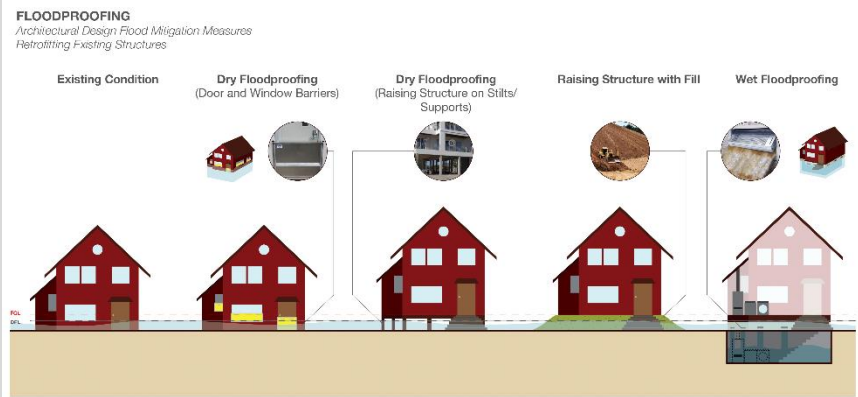 FLOODPROOFING
Architectural Design Flood Mitigation Measures
Retrofitting Existing Structures
Existing Condition
Dry Floodproofing
(Door and Window Barriers)
Dry Floodproofing
(Raising Structure on Stilts/
Supports)
Raising Structure with Fill
Wet Floodproofing
FCL
DFL